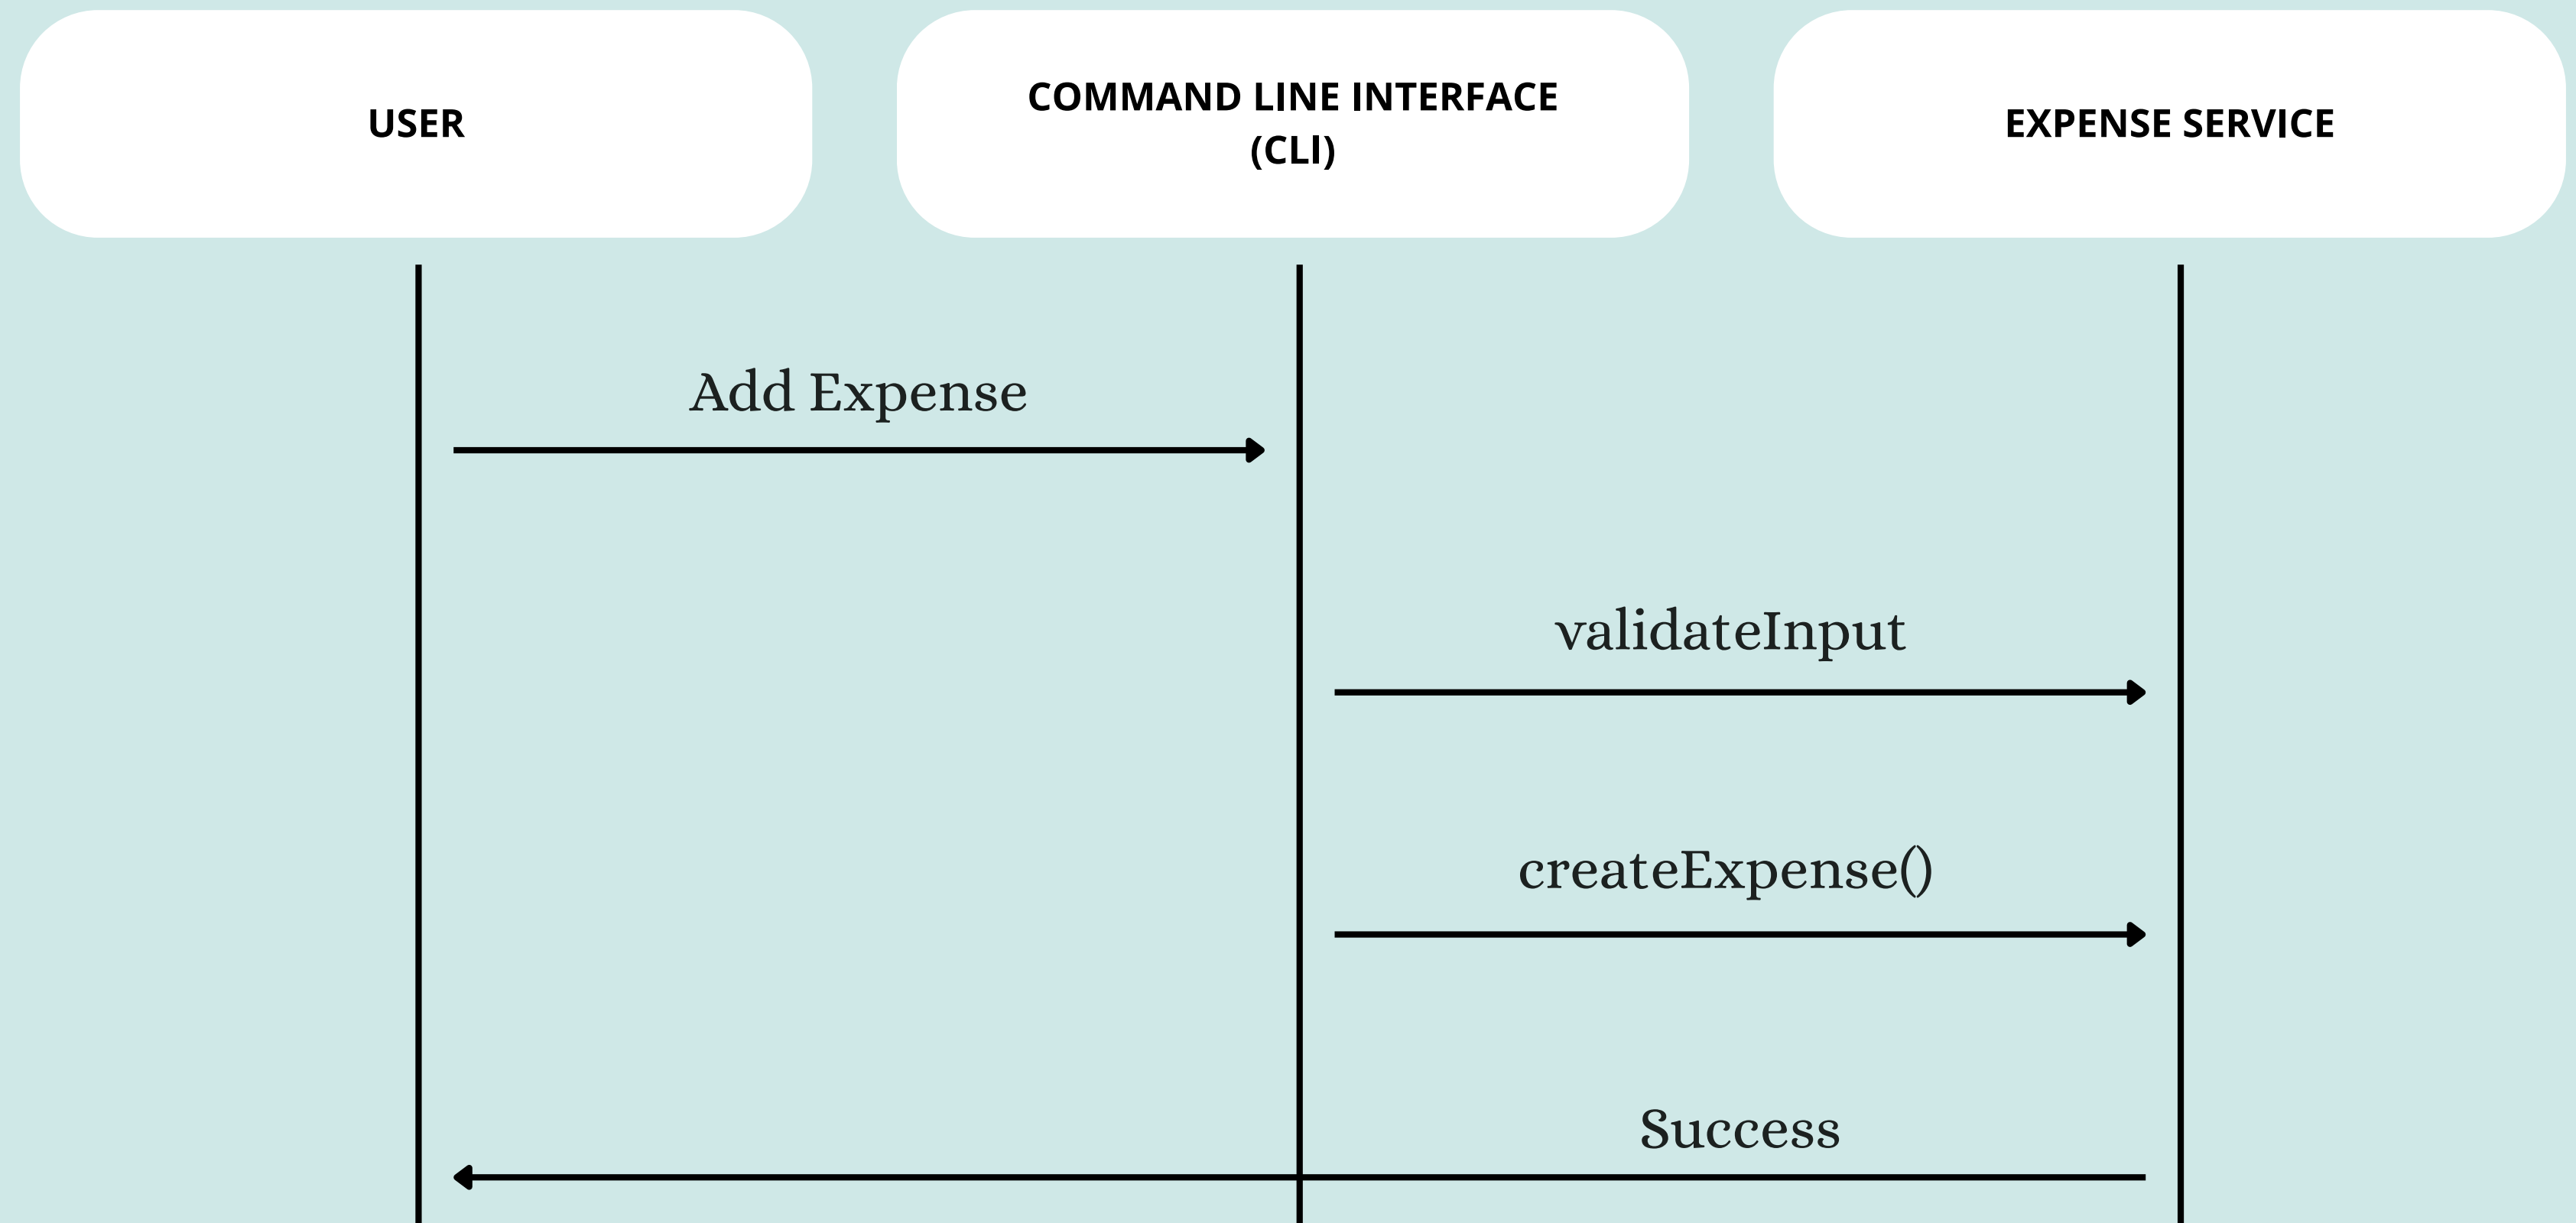 USER
COMMAND LINE INTERFACE
(CLI)
EXPENSE SERVICE
Add Expense
validateInput
createExpense()
Success